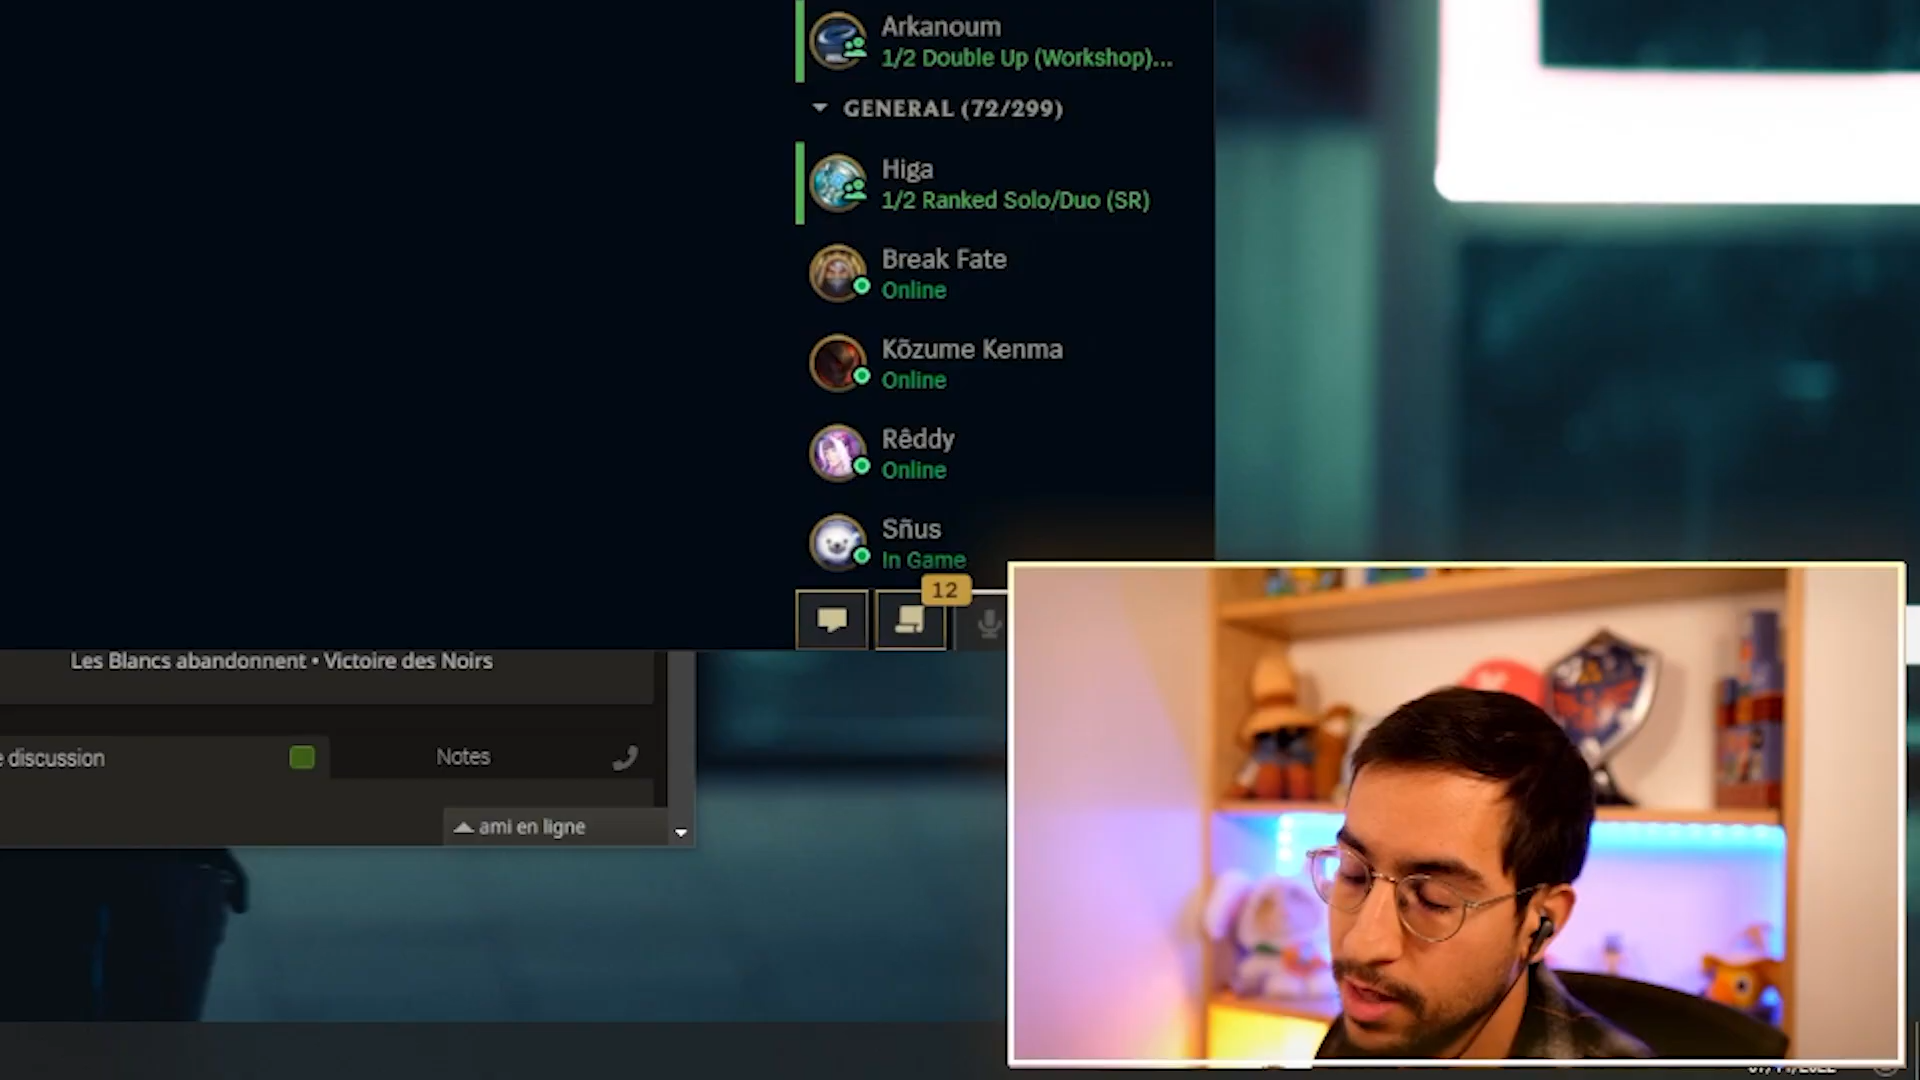 Arkanoum
1/2 Double Up (Workshop)...
GENERAL (72/299)
Higa
1/2 Ranked Solo/Duo (SR)
Break Fate
Online
Kõzume Kenma
Online
Rêddy
Online
Sñus
In Game
12
Les Blancs abandonnent • Victoire des Noirs
e discussion
Notes
ami en ligne